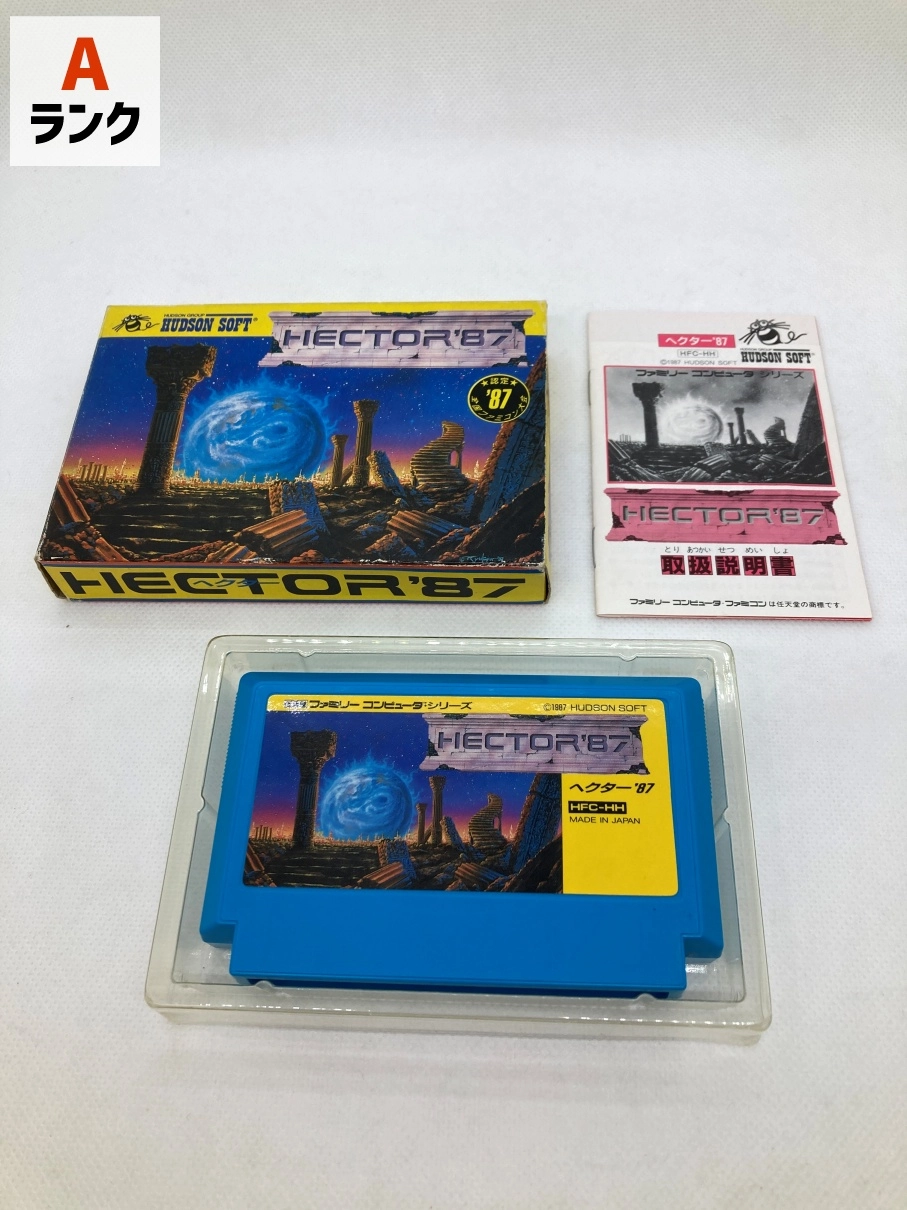 A
ランク
HUDSON GROUP
HUDSON SOFT®
HECTOR'87
★認定★
'87
全国ファミコン大会
HECTOR'87
ヘクター
ヘクター'87
HFC-HH
©1987 HUDSON SOFT
HUDSON GROUP
HUDSON SOFT®
ファミリー コンピュータ シリーズ
HECTOR'87
とり あつかい せつ めい しょ
取扱説明書
ファミリー コンピュータ・ファミコンは任天堂の商標です。
ファミリー コンピュータ:シリーズ
©1987 HUDSON SOFT
HECTOR'87
ヘクター'87
HFC-HH
MADE IN JAPAN